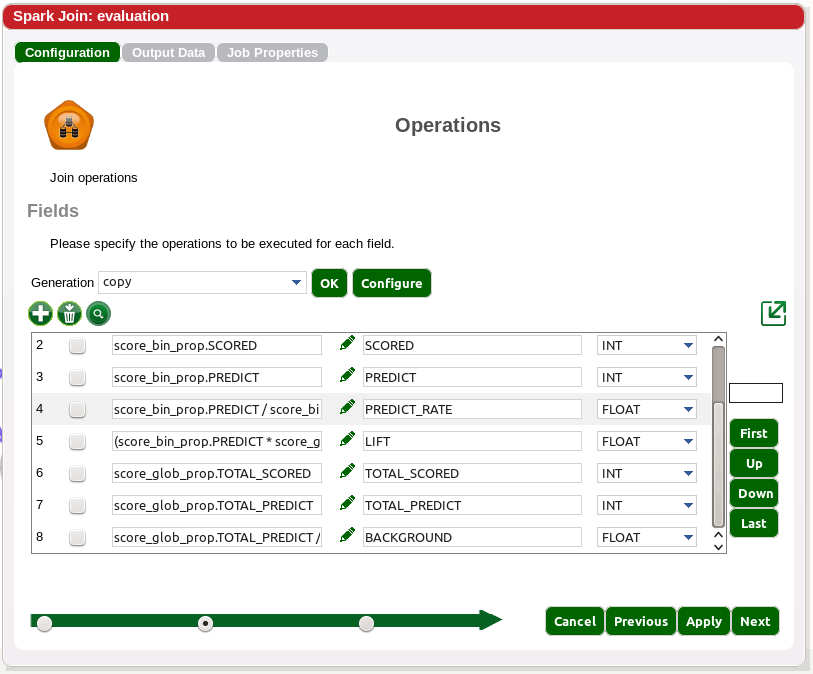 Spark Join: evaluation
Configuration Output Data Job Properties
Operations
Join operations
Fields
Please specify the operations to be executed for each field.
Generation copy OK Configure
2 score_bin_prop.SCORED SCORED INT
3 score_bin_prop.PREDICT PREDICT INT
4 score_bin_prop.PREDICT / score_bi PREDICT_RATE FLOAT
5 (score_bin_prop.PREDICT * score_g LIFT FLOAT
6 score_glob_prop.TOTAL_SCORED TOTAL_SCORED INT
7 score_glob_prop.TOTAL_PREDICT TOTAL_PREDICT INT
8 score_glob_prop.TOTAL_PREDICT / BACKGROUND FLOAT
First
Up
Down
Last
Cancel Previous Apply Next